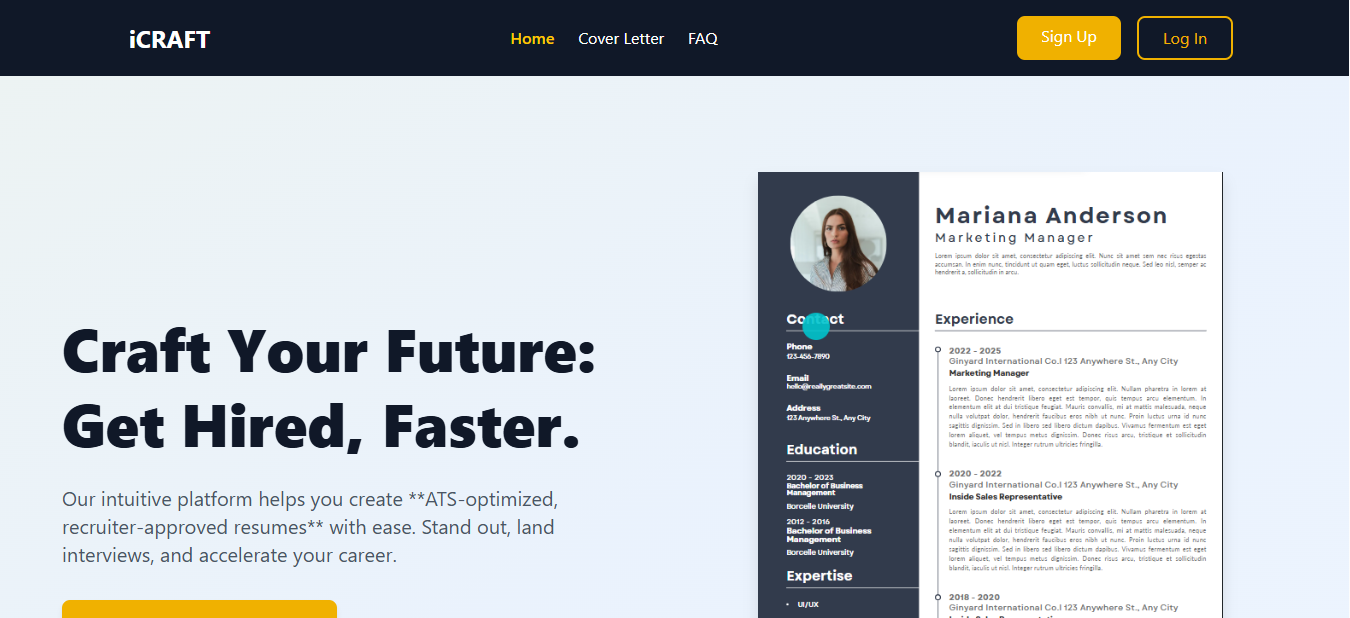 iCRAFT
Home Cover Letter FAQ
Sign Up
Log In
Craft Your Future:
Get Hired, Faster.
Our intuitive platform helps you create **ATS-optimized,
recruiter-approved resumes** with ease. Stand out, land
interviews, and accelerate your career.
Contact
Phone
123-456-7890
Email
hello@reallygreatsite.com
Address
123 Anywhere St., Any City
Education
2020 - 2023
Bachelor of Business
Management
Borcelle University
2012 - 2016
Bachelor of Business
Management
Borcelle University
Expertise
• UI/UX
Mariana Anderson
Marketing Manager
Lorem ipsum dolor sit amet, consectetur adipiscing elit. Nunc sit amet sem nec risus egestas
accumsan. In enim nunc, tincidunt ut quam eget, luctus sollicitudin neque. Sed leo nisl, semper ac
hendrerit a, sollicitudin in arcu.
Experience
2022 - 2025
Ginyard International Co.I 123 Anywhere St., Any City
Marketing Manager
Lorem ipsum dolor sit amet, consectetur adipiscing elit. Nullam pharetra in lorem at
laoreet. Donec hendrerit libero eget est tempor, quis tempus arcu elementum. In
elementum elit at dui tristique feugiat. Mauris convallis, mi at mattis malesuada, neque
nulla volutpat dolor, hendrerit faucibus eros nibh ut nunc. Proin luctus urna id nunc
sagittis dignissim. Sed in libero sed libero dictum dapibus. Vivamus fermentum est eget
lorem aliquet, vel tempus metus dignissim. Donec risus arcu, tristique et sollicitudin
blandit, iaculis ut nisl. Integer rutrum ultricies fringilla.
2020 - 2022
Ginyard International Co.I 123 Anywhere St., Any City
Inside Sales Representative
Lorem ipsum dolor sit amet, consectetur adipiscing elit. Nullam pharetra in lorem at
laoreet. Donec hendrerit libero eget est tempor, quis tempus arcu elementum. In
elementum elit at dui tristique feugiat. Mauris convallis, mi at mattis malesuada, neque
nulla volutpat dolor, hendrerit faucibus eros nibh ut nunc. Proin luctus urna id nunc
sagittis dignissim. Sed in libero sed libero dictum dapibus. Vivamus fermentum est eget
lorem aliquet, vel tempus metus dignissim. Donec risus arcu, tristique et sollicitudin
blandit, iaculis ut nisl. Integer rutrum ultricies fringilla.
2018 - 2020
Ginyard International Co.I 123 Anywhere St., Any City